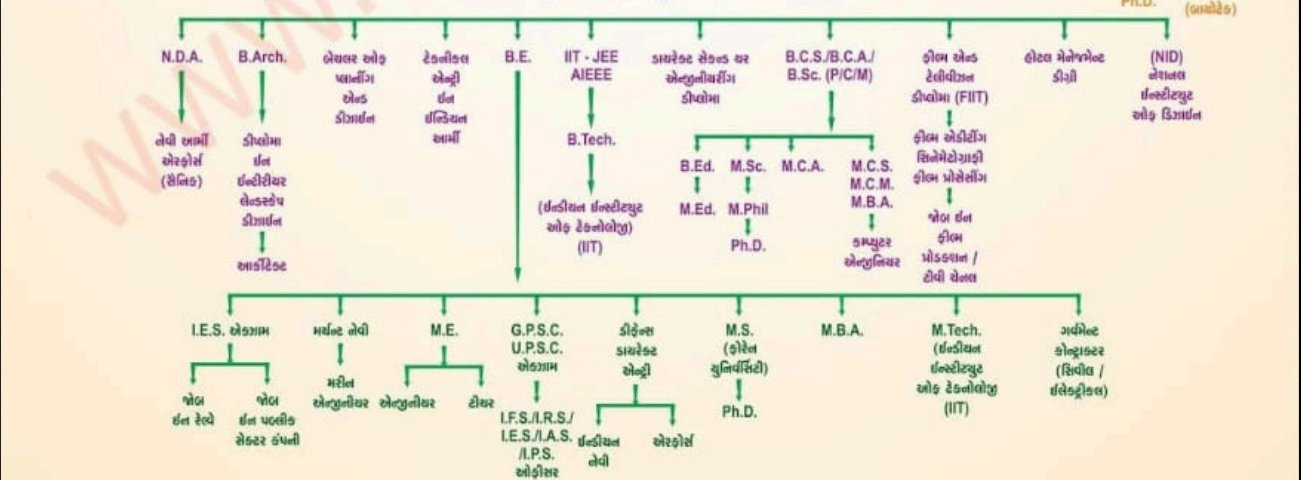 Ph.D.
(બાયોટેક)
N.D.A.
નેવી આર્મી
એરફોર્સ
(સૈનિક)
B.Arch.
ડીપ્લોમા
ઈન
ઈન્ટીરીયર
લેન્ડસ્કેપ
ડીઝાઈન
આર્કીટેક્ટ
બેચલર ઓફ
પ્લાનીંગ
એન્ડ
ડીઝાઈન
ટેકનીકલ
એન્ટ્રી
ઈન
ઈન્ડિયન
આર્મી
B.E.
IIT - JEE
AIEEE
B.Tech.
(ઈન્ડીયન ઈન્સ્ટીટ્યુટ
ઓફ ટેકનોલોજી)
(IIT)
ડાયરેક્ટ સેકન્ડ યર
એન્જીનીયરીંગ
ડીપ્લોમા
B.C.S./B.C.A./
B.Sc. (P/C/M)
B.Ed.
M.Ed.
M.Sc.
M.Phil
Ph.D.
M.C.A.
M.C.S.
M.C.M.
M.B.A.
કમ્પ્યુટર
એન્જીનિયર
ફીલ્મ એન્ડ
ટેલીવીઝન
ડીપ્લોમા (FIIT)
ફીલ્મ એડીટીંગ
સિનેમેટોગ્રાફી
ફીલ્મ પ્રોસેસીંગ
જોબ ઈન
ફીલ્મ
પ્રોડક્શન /
ટીવી ચેનલ
હોટલ મેનેજમેન્ટ
ડીગ્રી
(NID)
નેશનલ
ઈન્સ્ટીટ્યુટ
ઓફ ડિઝાઈન
I.E.S. એક્ઝામ
જોબ
ઈન રેલ્વે
જોબ
ઈન પબ્લીક
સેક્ટર કંપની
મર્ચન્ટ નેવી
મરીન
એન્જીનીયર
M.E.
એન્જીનીયર
ટીચર
G.P.S.C.
U.P.S.C.
એક્ઝામ
I.F.S./I.R.S./
I.E.S./I.A.S.
/I.P.S.
ઓફીસર
ડીફેન્સ
ડાયરેક્ટ
એન્ટ્રી
ઈન્ડીયન
નેવી
એરફોર્સ
M.S.
(ફોરેન
યુનિર્વસિટી)
Ph.D.
M.B.A.
M.Tech.
(ઈન્ડીયન
ઈન્સ્ટીટ્યુટ
ઓફ ટેકનોલોજી
(IIT)
ગર્વમેન્ટ
કોન્ટ્રાક્ટર
(સિવીલ /
ઈલેક્ટ્રીકલ)